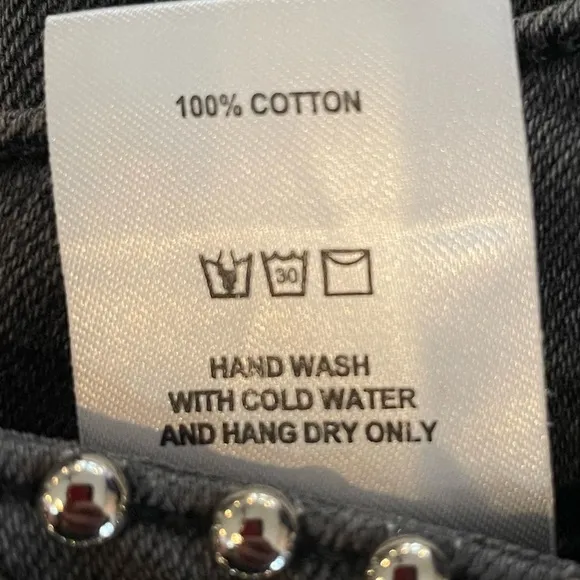 100% COTTON
30
HAND WASH
WITH COLD WATER
AND HANG DRY ONLY